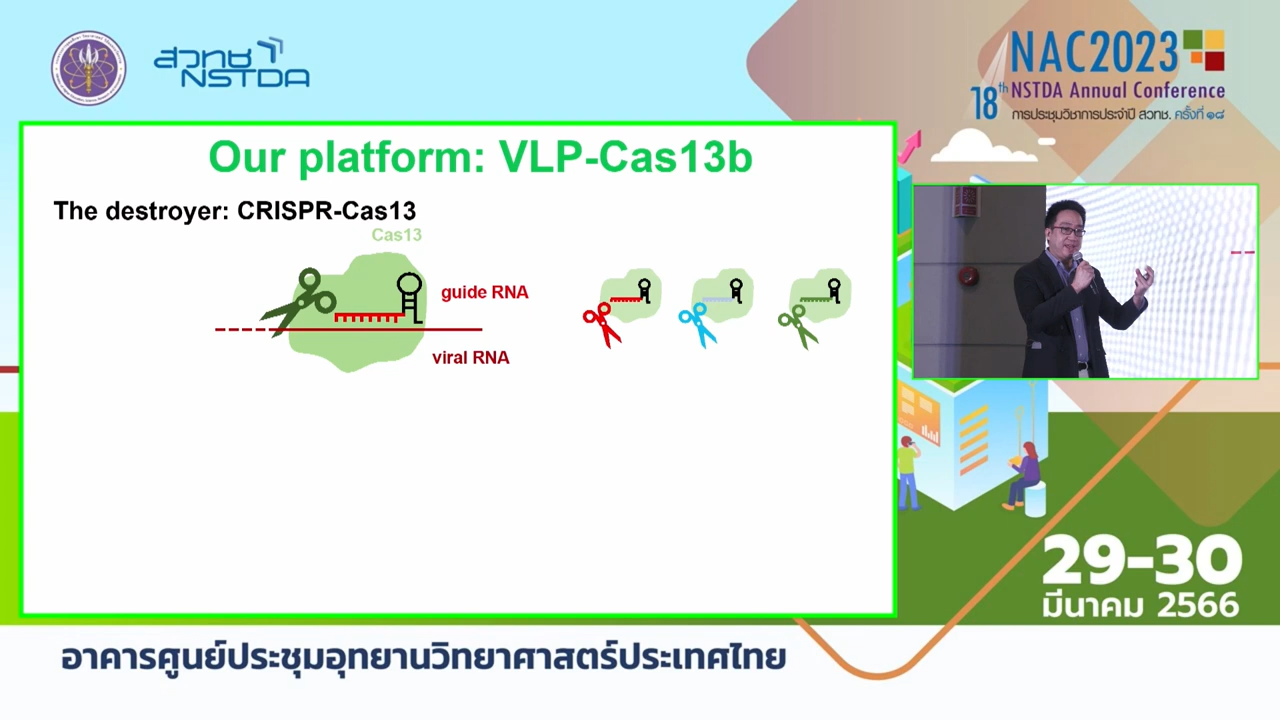 สวทช
NSTDA
NAC2023
18th NSTDA Annual Conference
การประชุมวิชาการประจำปี สวทช. ครั้งที่ ๑๘
Our platform: VLP-Cas13b
The destroyer: CRISPR-Cas13
Cas13
guide RNA
viral RNA
29-30
มีนาคม 2566
อาคารศูนย์ประชุมอุทยานวิทยาศาสตร์ประเทศไทย